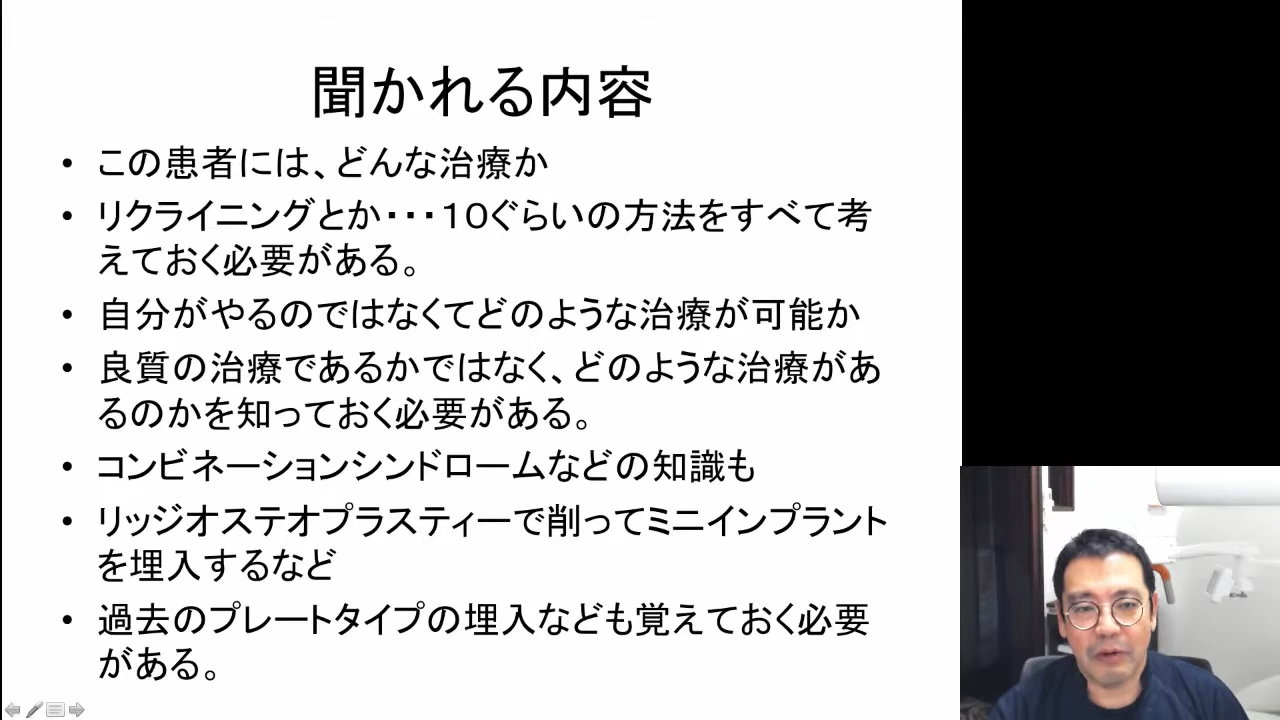 聞かれる内容
• この患者には、どんな治療か
• リクライニングとか・・・10ぐらいの方法をすべて考
えておく必要がある。
• 自分がやるのではなくてどのような治療が可能か
• 良質の治療であるかではなく、どのような治療があ
るのかを知っておく必要がある。
• コンビネーションシンドロームなどの知識も
• リッジオステオプラスティーで削ってミニインプラント
を埋入するなど
• 過去のプレートタイプの埋入なども覚えておく必要
がある。